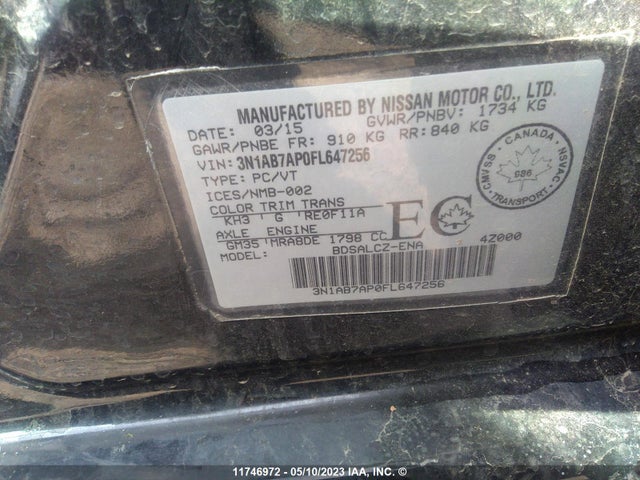 MANUFACTURED BY NISSAN MOTOR CO., LTD.
DATE: 03/15 GVWR/PNBV: 1734 KG
GAWR/PNBE FR: 910 KG RR: 840 KG
VIN: 3N1AB7AP0FL647256
TYPE: PC/VT
ICES/NMB-002
COLOR TRIM TRANS
KH3 G RE0F11A
AXLE ENGINE
GM35 MRA8DE 1798 CC
MODEL: BDSALCZ-ENA 4Z000
EC
CANADA
CMVSS NSVAC
986
3N1AB7AP0FL647256
11746972 - 05/10/2023 IAA, INC. ©